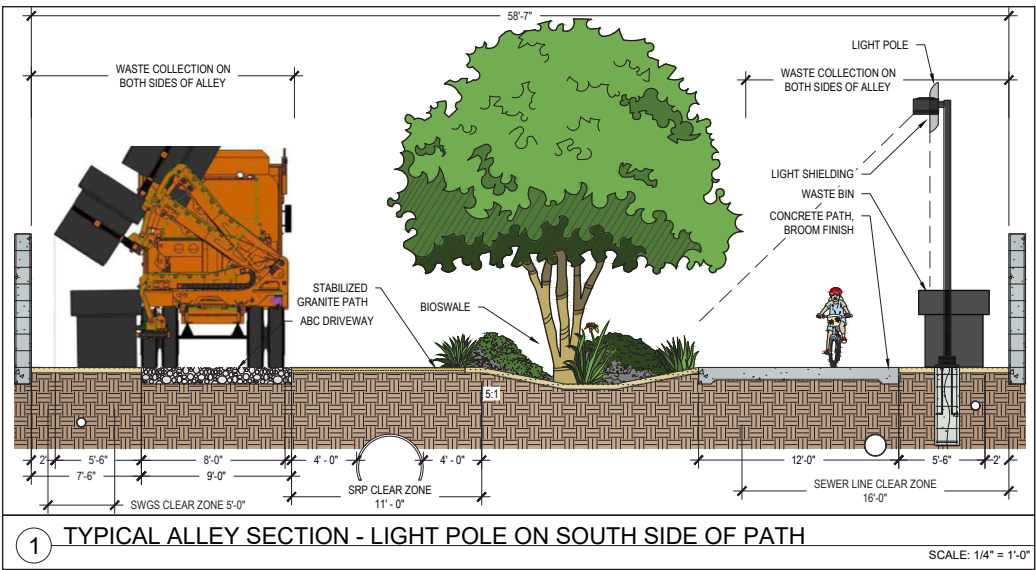 58'-7"
LIGHT POLE
WASTE COLLECTION ON
BOTH SIDES OF ALLEY
WASTE COLLECTION ON
BOTH SIDES OF ALLEY
LIGHT SHIELDING
WASTE BIN
CONCRETE PATH,
BROOM FINISH
STABILIZED
GRANITE PATH
BIOSWALE
ABC DRIVEWAY
5:1
2'
5'-6"
8'-0"
4' - 0"
4' - 0"
12'-0"
5'-6"
2'
7'-6"
9'-0"
SRP CLEAR ZONE
11' - 0"
SEWER LINE CLEAR ZONE
16'-0"
SWGS CLEAR ZONE 5'-0"
1
TYPICAL ALLEY SECTION - LIGHT POLE ON SOUTH SIDE OF PATH
SCALE: 1/4" = 1'-0"